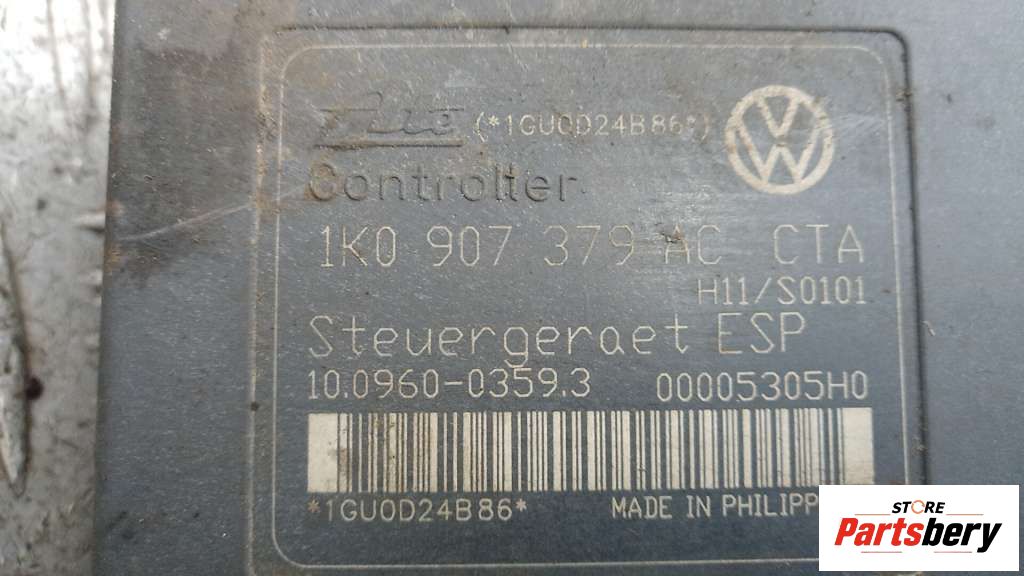 (*1GU0D24B86*)
Controller
1K0 907 379 AC CTA
H11/S0101
Steuergeraet ESP
10.0960-0359.3 00005305H0
*1GU0D24B86* MADE IN PHILIPP
STORE
Partsbery